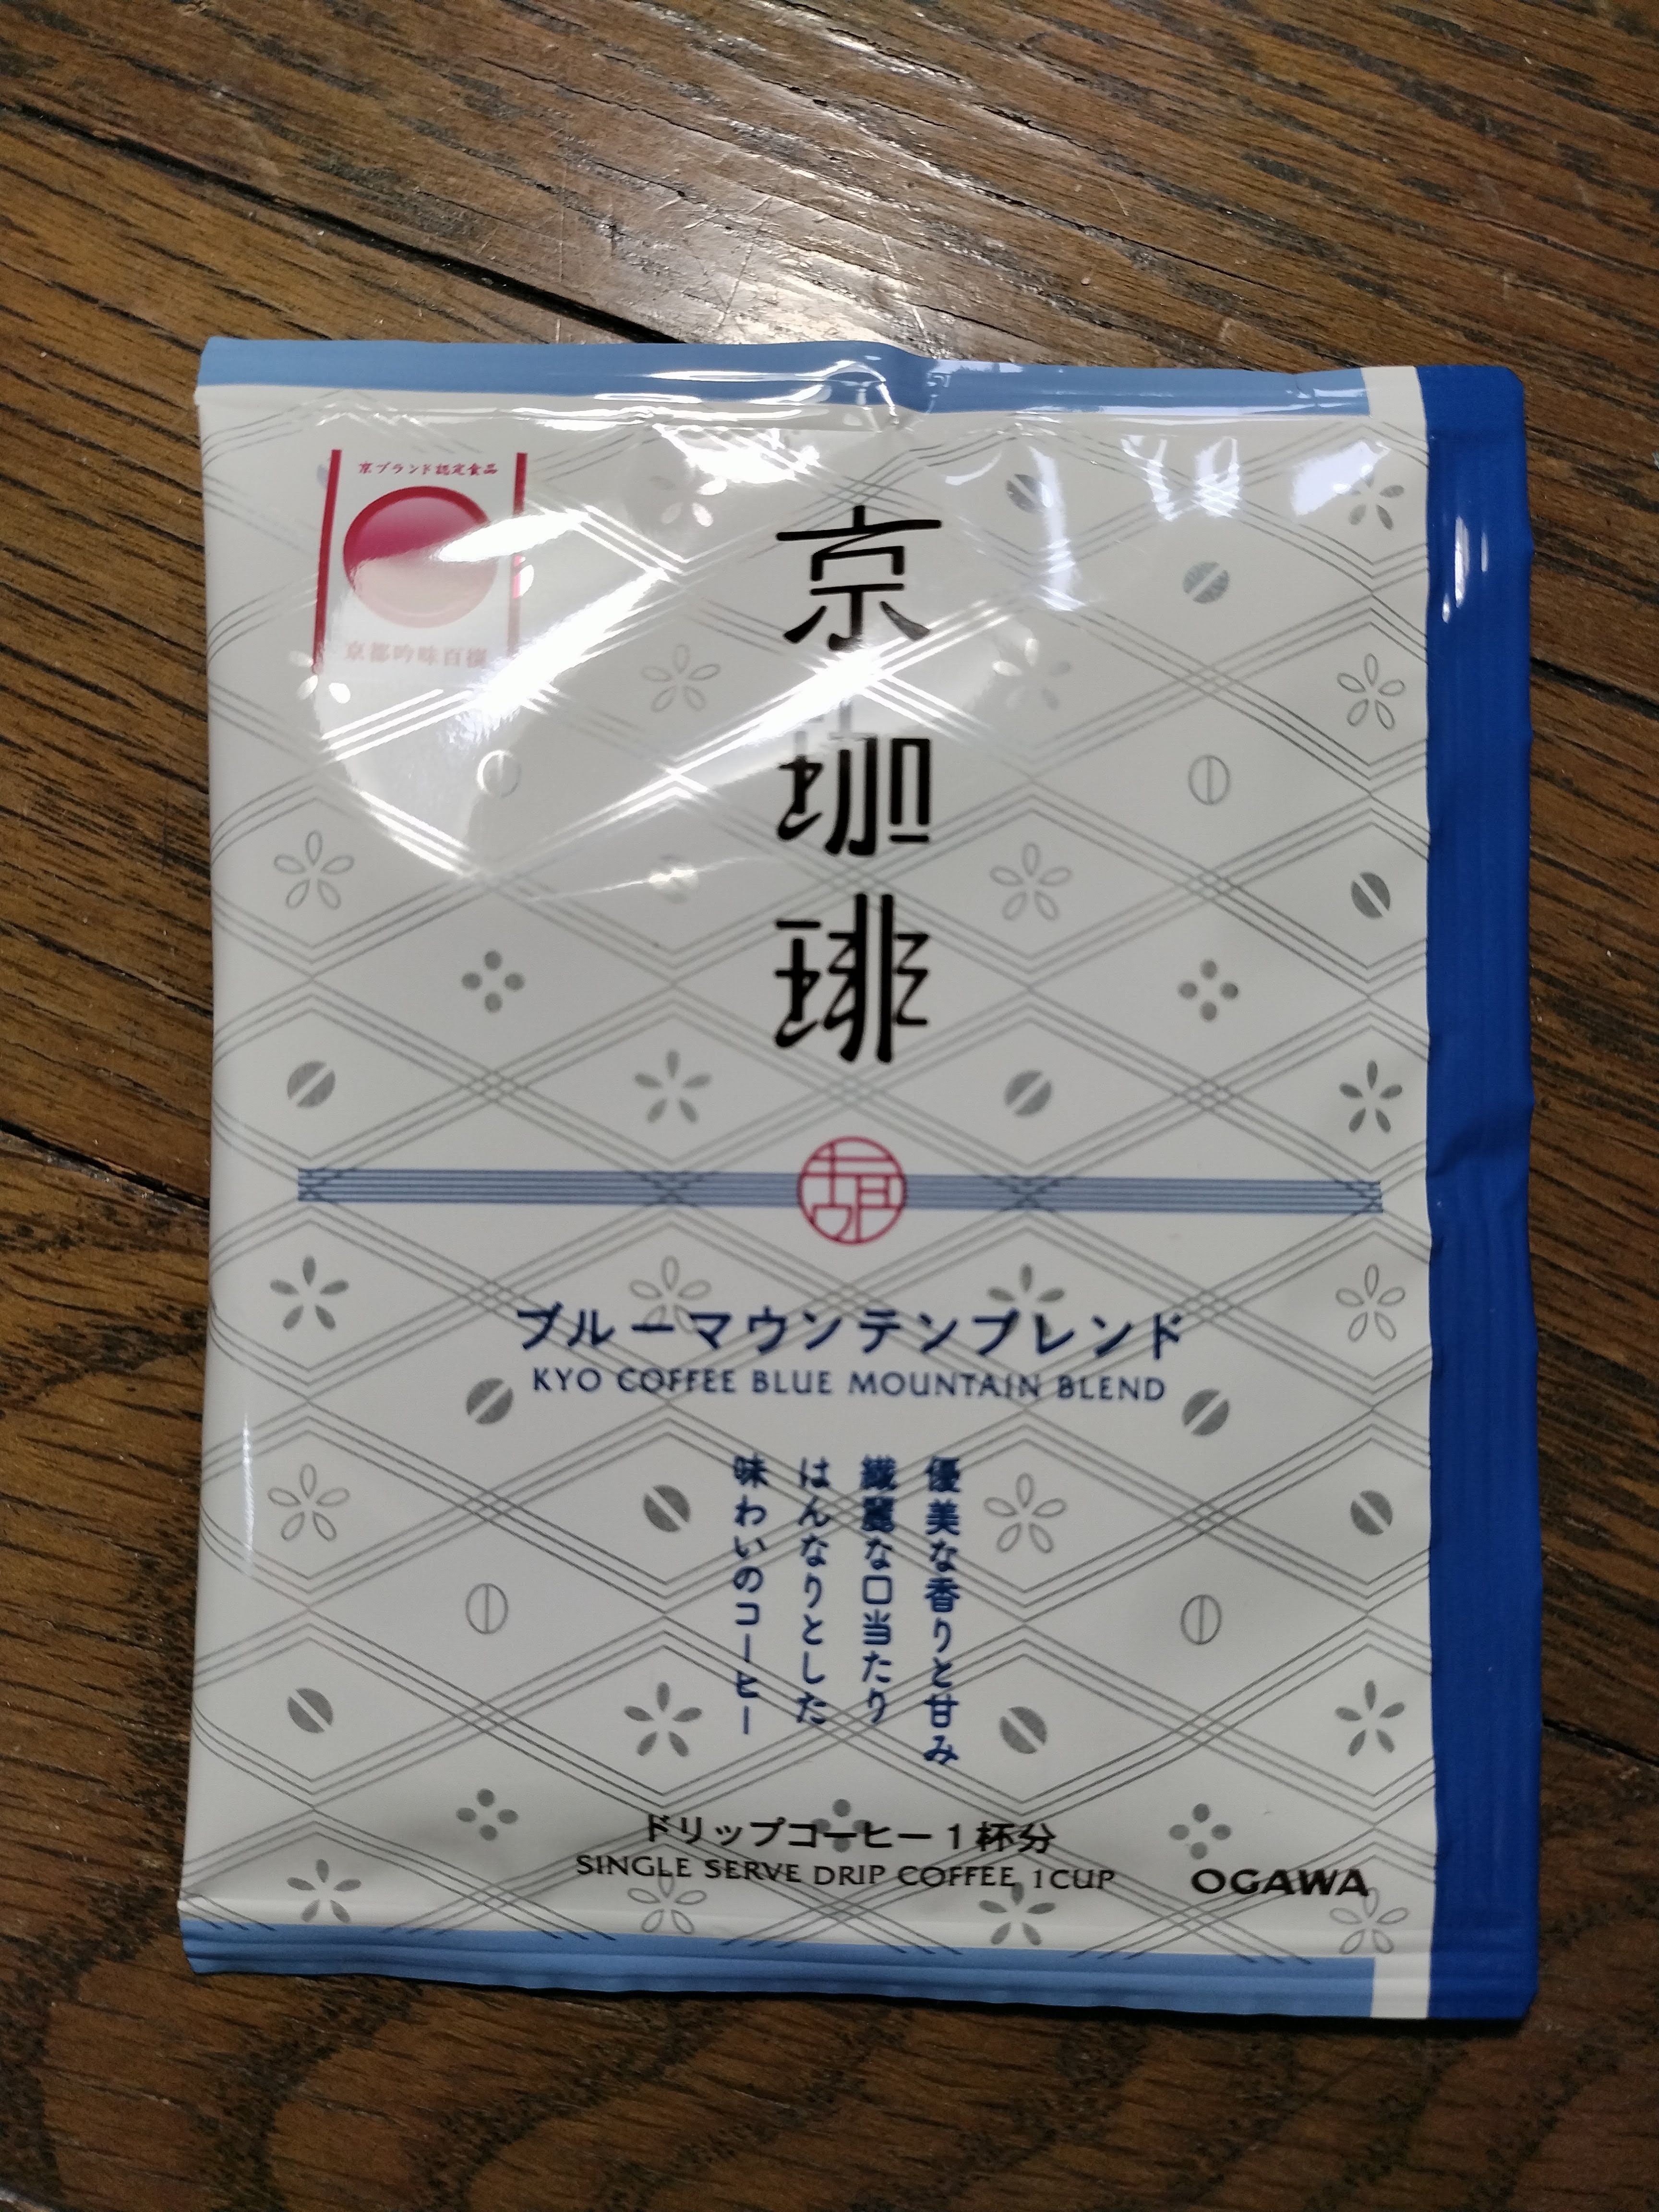 京ブランド認定食品
京都吟味百撰
京珈琲
ブルーマウンテンブレンド
KYO COFFEE BLUE MOUNTAIN BLEND
優美な香りと甘み
繊麗な口当たり
はんなりとした
味わいのコーヒー
ドリップコーヒー1杯分
SINGLE SERVE DRIP COFFEE 1CUP
OGAWA